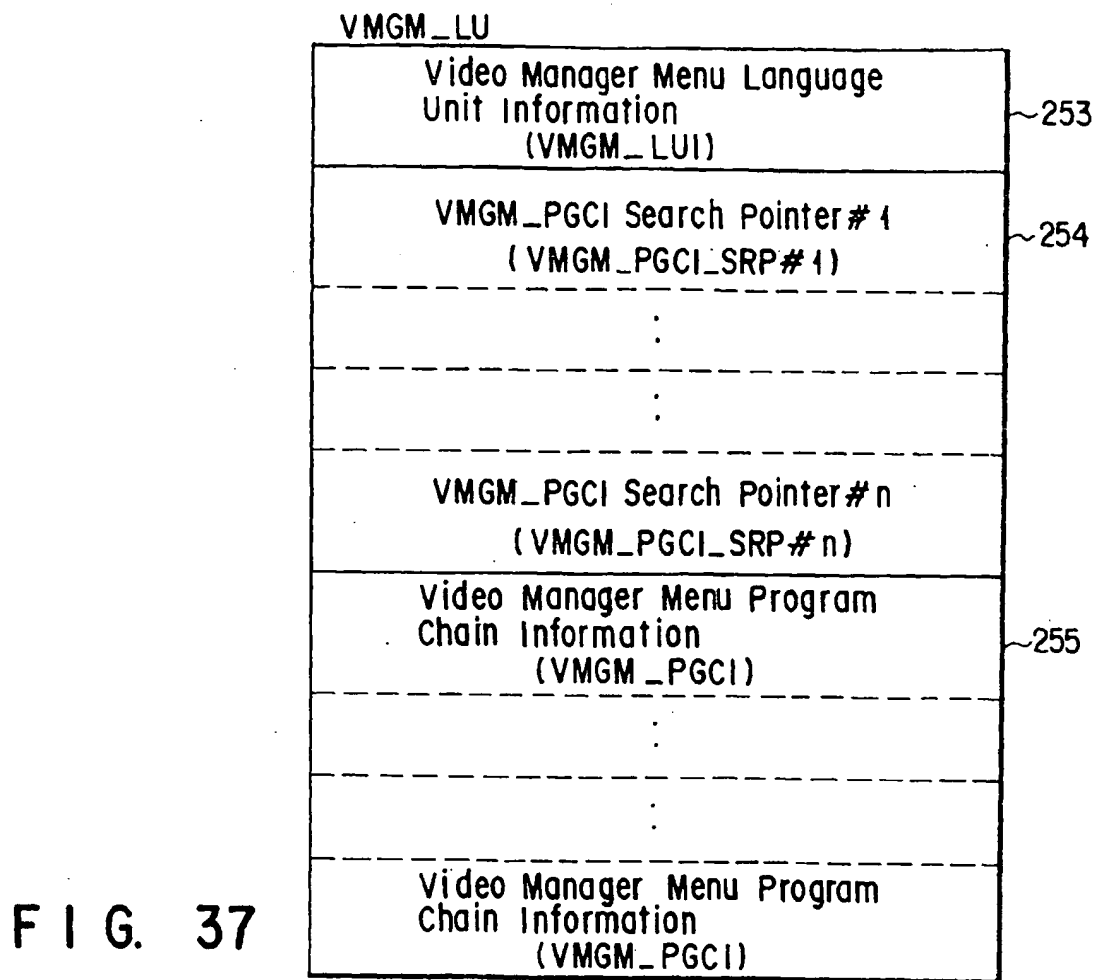 VMGM_LU
Video Manager Menu Language
Unit Information
(VMGM_LUI)
253
VMGM_PGCI Search Pointer#1
(VMGM_PGCI_SRP#1)
254
VMGM_PGCI Search Pointer#n
(VMGM_PGCI_SRP#n)
Video Manager Menu Program
Chain Information
(VMGM_PGCI)
255
Video Manager Menu Program
Chain Information
(VMGM_PGCI)
FIG. 37